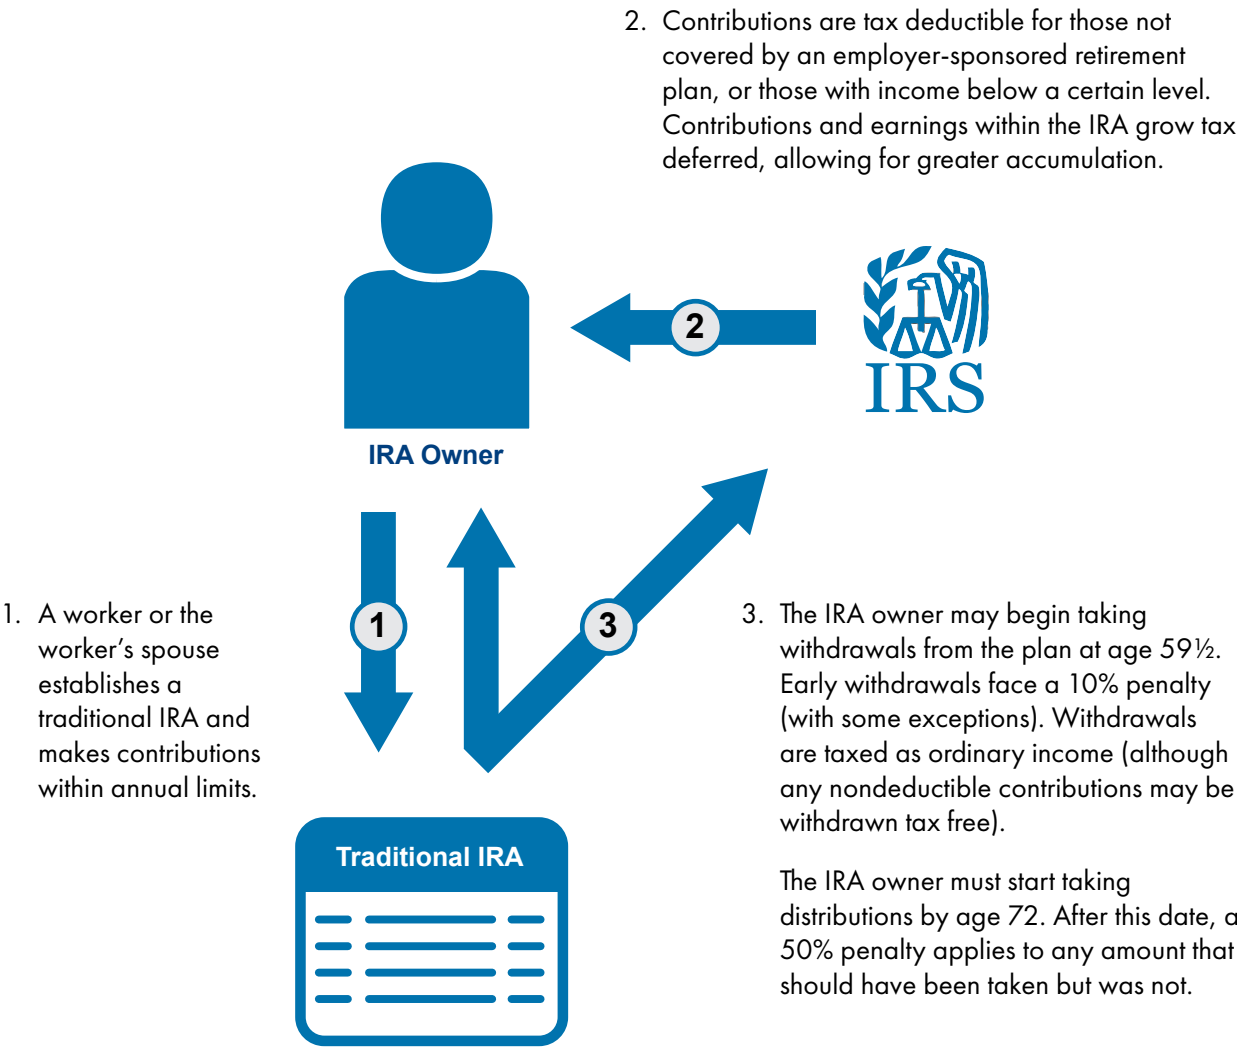 2. Contributions are tax deductible for those not
covered by an employer-sponsored retirement
plan, or those with income below a certain level.
Contributions and earnings within the IRA grow tax
deferred, allowing for greater accumulation.
2
IRS
IRA Owner
1
3
1. A worker or the
worker’s spouse
establishes a
traditional IRA and
makes contributions
within annual limits.
3. The IRA owner may begin taking
withdrawals from the plan at age 59½.
Early withdrawals face a 10% penalty
(with some exceptions). Withdrawals
are taxed as ordinary income (although
any nondeductible contributions may be
withdrawn tax free).
The IRA owner must start taking
distributions by age 72. After this date, a
50% penalty applies to any amount that
should have been taken but was not.
Traditional IRA